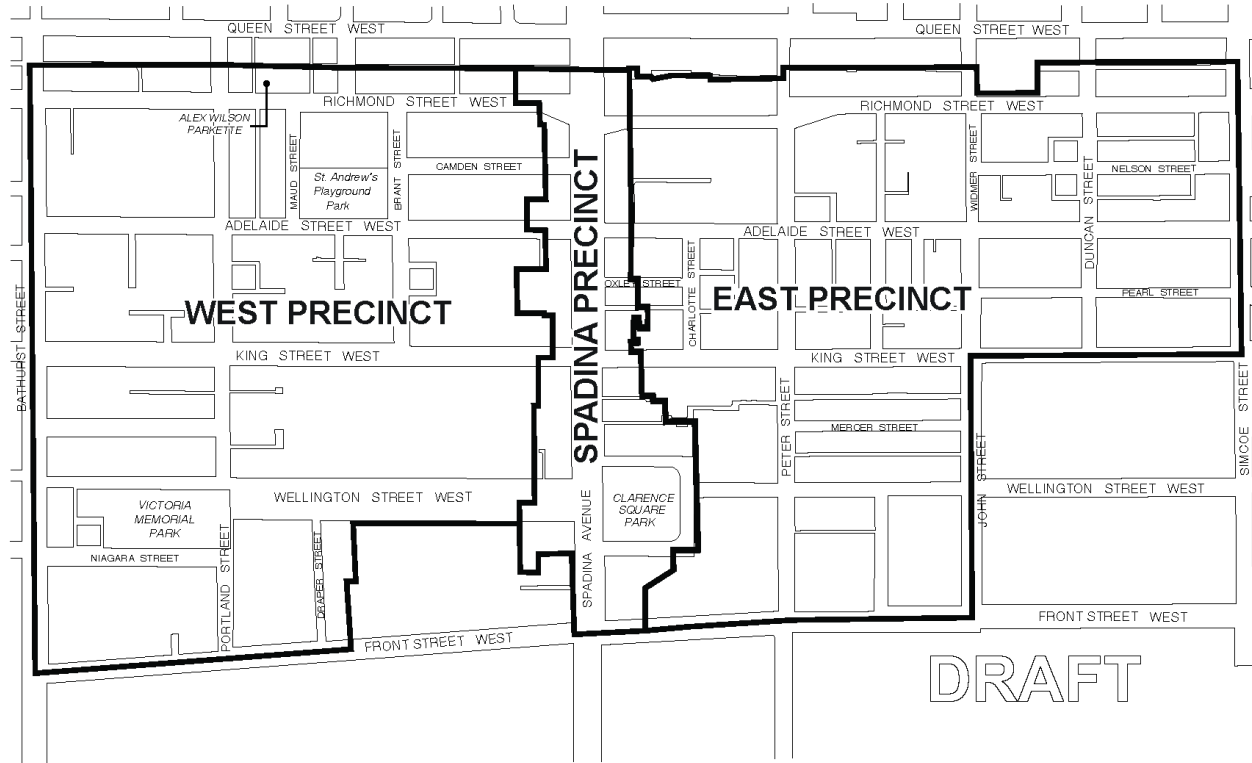 QUEEN STREET WEST
QUEEN STREET WEST
RICHMOND STREET WEST
RICHMOND STREET WEST
ALEX WILSON
PARKETTE
MAUD STREET
BRANT STREET
St. Andrew's
Playground
Park
CAMDEN STREET
WIDMER STREET
NELSON STREET
DUNCAN STREET
ADELAIDE STREET WEST
ADELAIDE STREET WEST
SPADINA PRECINCT
OXLEY STREET
CHARLOTTE STREET
WEST PRECINCT
EAST PRECINCT
PEARL STREET
BATHURST STREET
KING STREET WEST
KING STREET WEST
PETER STREET
MERCER STREET
JOHN STREET
SIMCOE STREET
WELLINGTON STREET WEST
WELLINGTON STREET WEST
VICTORIA
MEMORIAL
PARK
CLARENCE
SQUARE
PARK
SPADINA AVENUE
NIAGARA STREET
PORTLAND STREET
DRAPER STREET
FRONT STREET WEST
FRONT STREET WEST
DRAFT